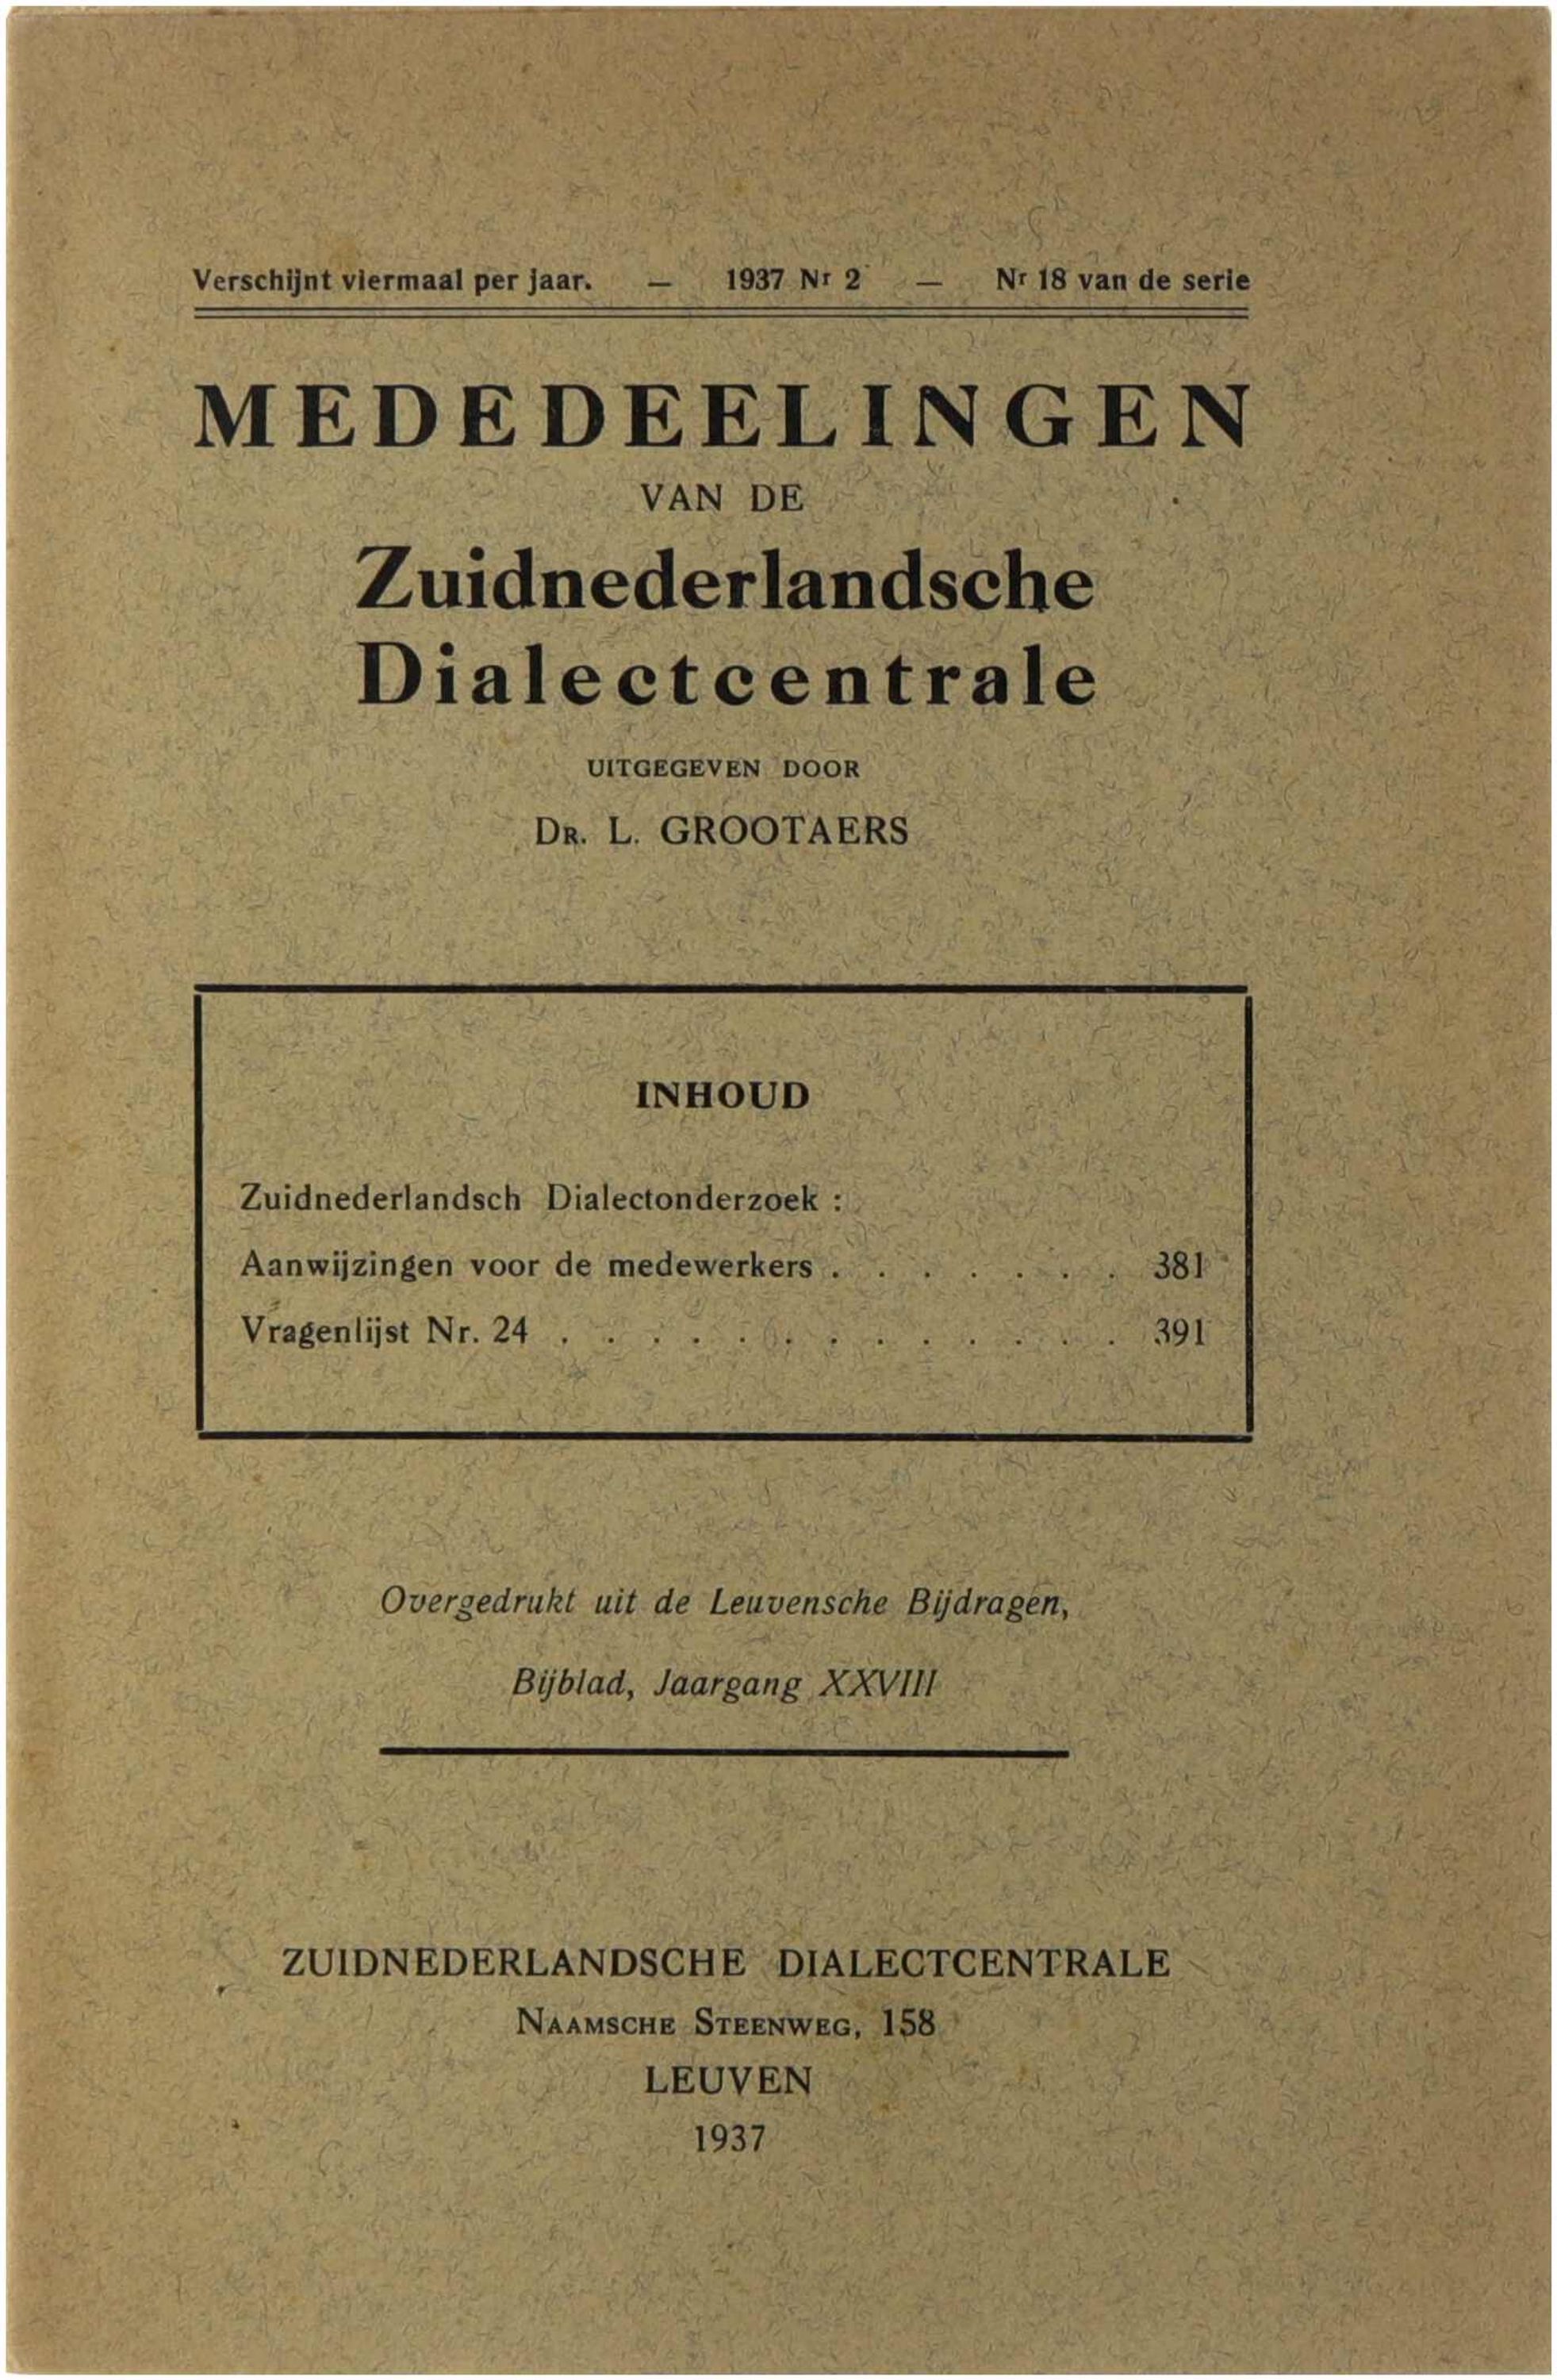 Verschijnt viermaal per jaar. — 1937 Nr 2 — Nr 18 van de serie
MEDEDEELINGEN
VAN DE
Zuidnederlandsche
Dialectcentrale
UITGEGEVEN DOOR
DR. L. GROOTAERS
INHOUD
Zuidnederlandsch Dialectonderzoek :
Aanwijzingen voor de medewerkers . . . . . . . 381
Vragenlijst Nr. 24 . . . . . . . . . . . . . 391
Overgedrukt uit de Leuvensche Bijdragen,
Bijblad, Jaargang XXVIII
ZUIDNEDERLANDSCHE DIALECTCENTRALE
NAAMSCHE STEENWEG, 158
LEUVEN
1937